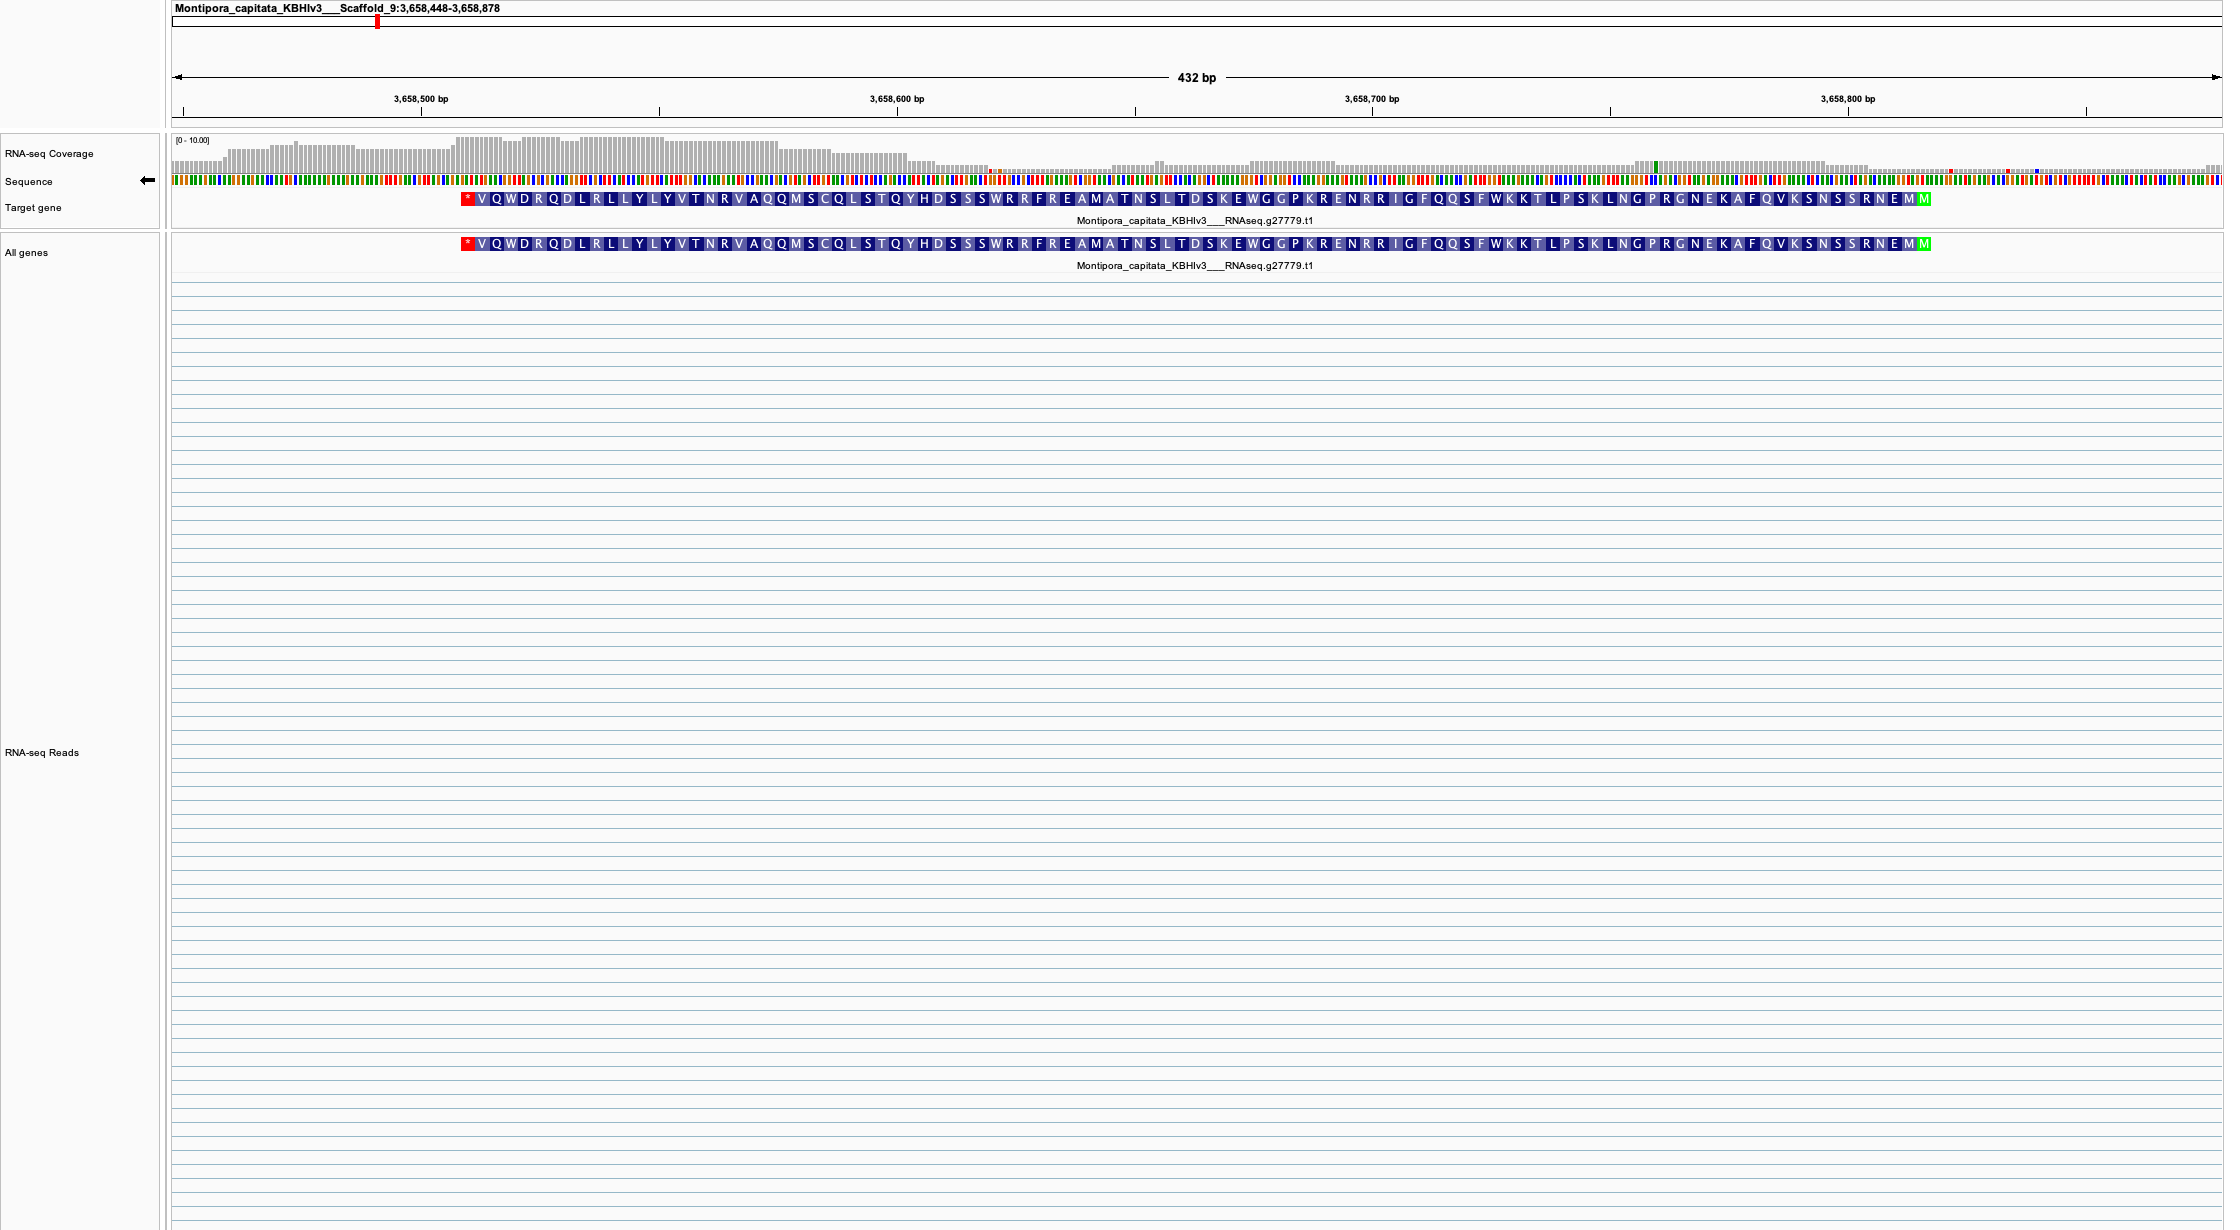 Montipora_capitata_KBHIv3___Scaffold_9:3,658,448-3,658,878
432 bp
3,658,500 bp 3,658,600 bp 3,658,700 bp 3,658,800 bp
RNA-seq Coverage
[0 - 10.00]
Sequence
Target gene
* V Q W D R Q D L R L L Y L Y V T N R V A Q Q M S C Q L S T Q Y H D S S S W R R F R E A M A T N S L T D S K E W G G P K R E N R R I G F Q Q S F W K K T L P S K L N G P R G N E K A F Q V K S N S S R N E M M
Montipora_capitata_KBHIv3___RNAseq.g27779.t1
All genes
* V Q W D R Q D L R L L Y L Y V T N R V A Q Q M S C Q L S T Q Y H D S S S W R R F R E A M A T N S L T D S K E W G G P K R E N R R I G F Q Q S F W K K T L P S K L N G P R G N E K A F Q V K S N S S R N E M M
Montipora_capitata_KBHIv3___RNAseq.g27779.t1
RNA-seq Reads